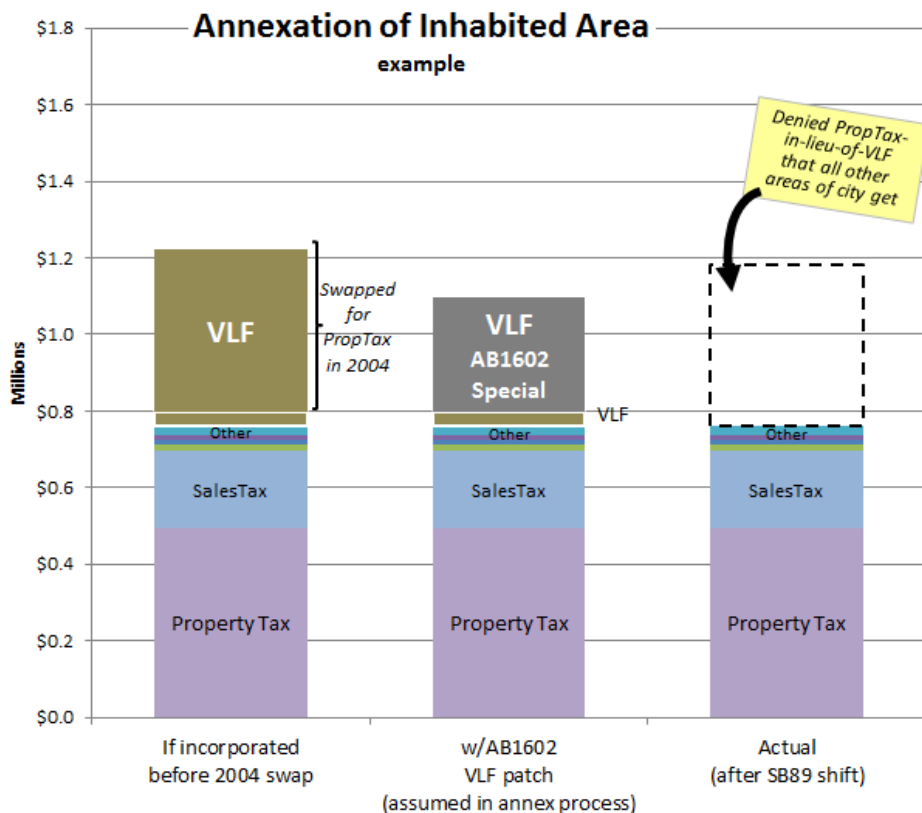 Annexation of Inhabited Area
example
$1.8
$1.6
$1.4
$1.2
$1.0
$0.8
$0.6
$0.4
$0.2
$0.0
Millions
Denied PropTax-
in-lieu-of-VLF
that all other
areas of city get
VLF
Swapped
for
PropTax
in 2004
Other
SalesTax
Property Tax
VLF
AB1602
Special
VLF
Other
SalesTax
Property Tax
Other
SalesTax
Property Tax
If incorporated
before 2004 swap
w/AB1602
VLF patch
(assumed in annex process)
Actual
(after SB89 shift)